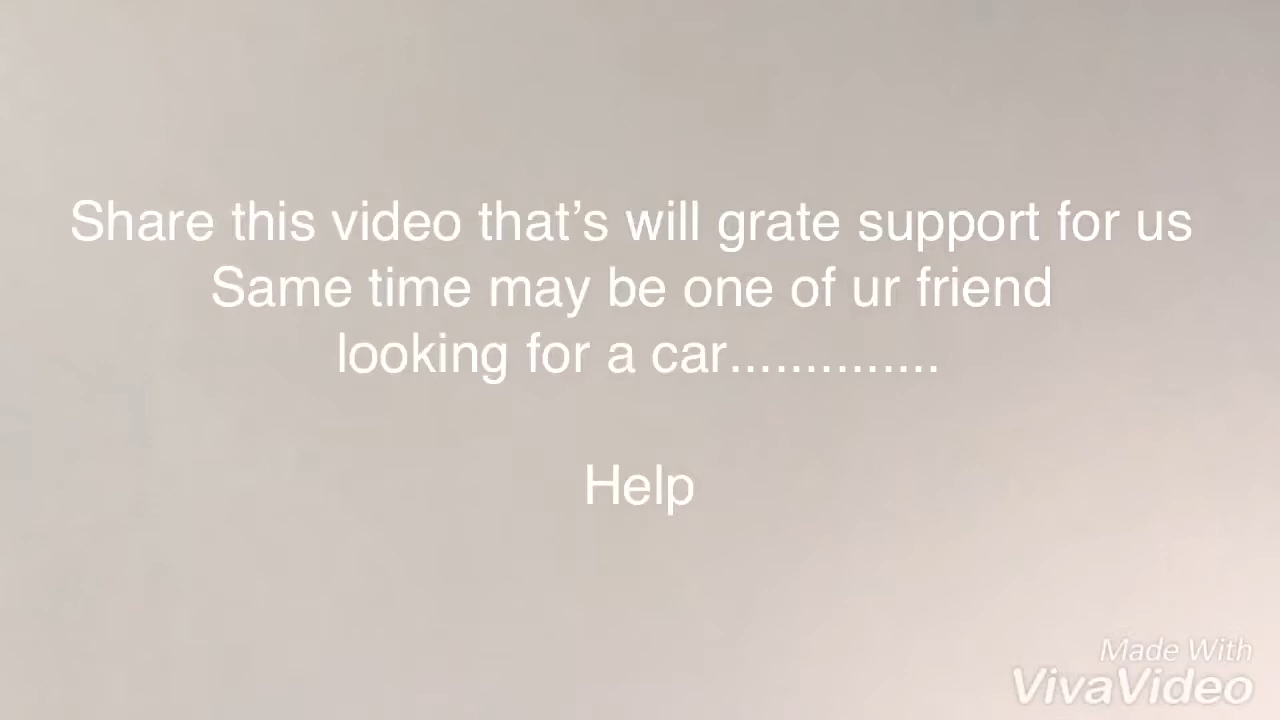 Share this video that’s will grate support for us
Same time may be one of ur friend
looking for a car..............
Help
Made With
VivaVideo